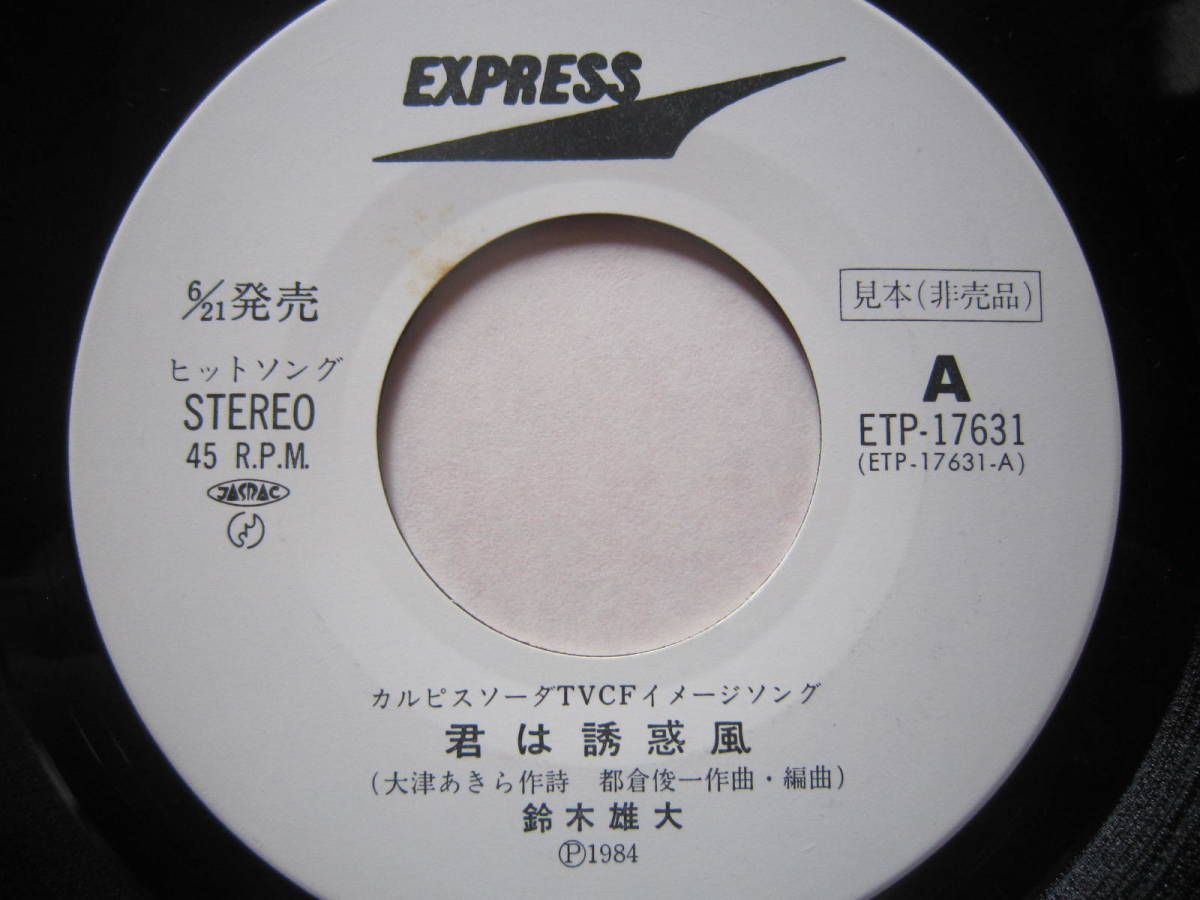 EXPRESS
6/21発売
ヒットソング
STEREO
45 R.P.M.
JASRAC
見本(非売品)
A
ETP-17631
(ETP-17631-A)
カルピスソーダTVCFイメージソング
君は誘惑風
(大津あきら作詩 都倉俊一作曲・編曲)
鈴木雄大
Ⓟ1984